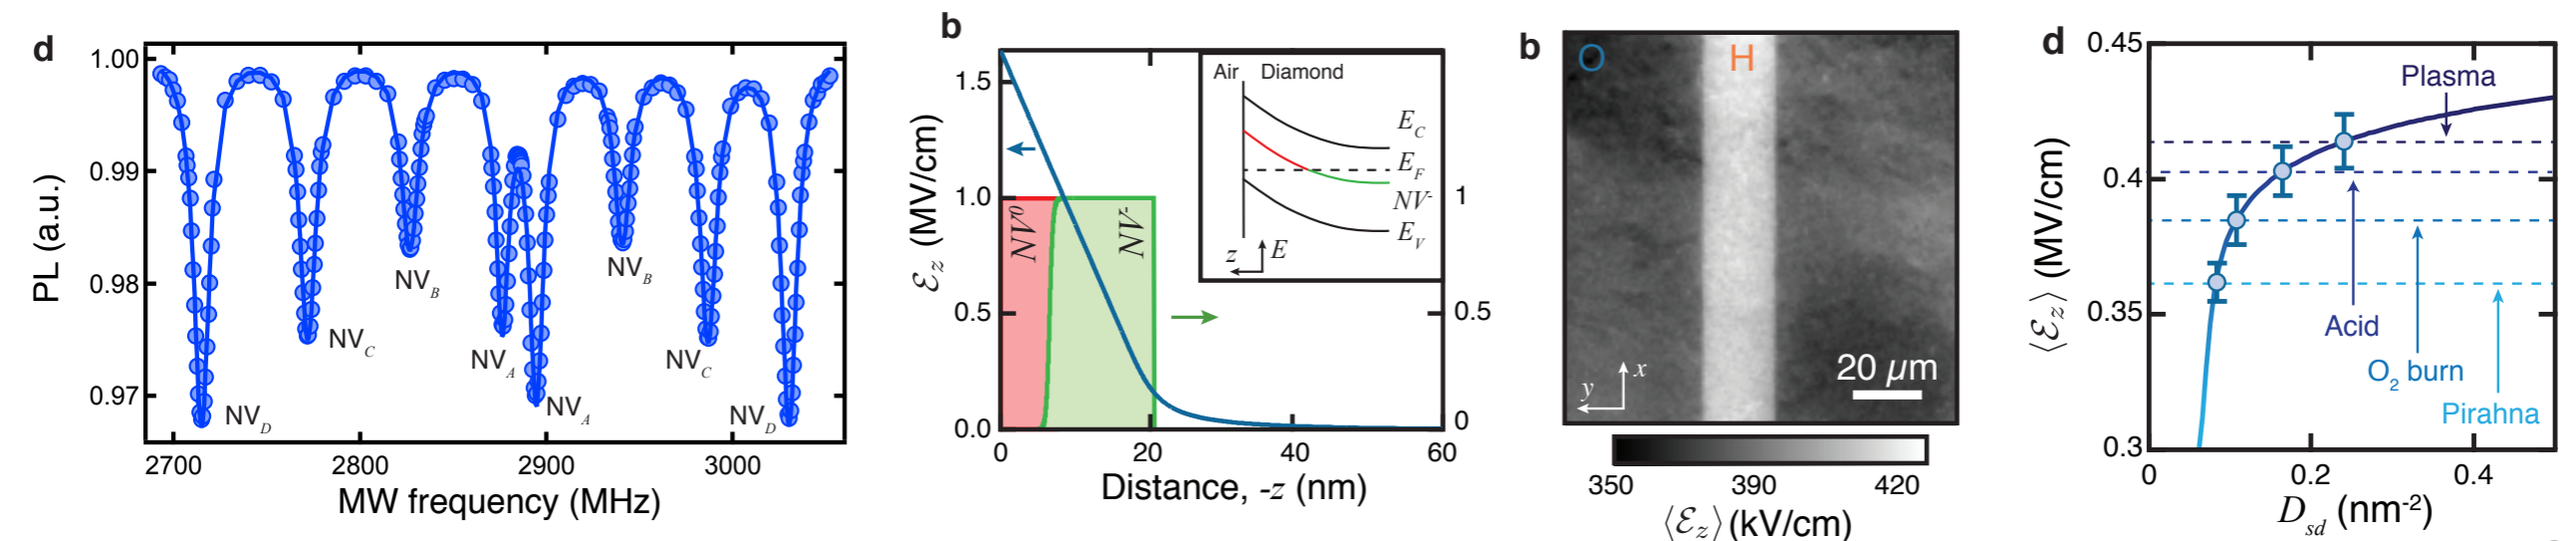 d
1.00
0.99
0.98
0.97
PL (a.u.)
NV_D
NV_C
NV_B
NV_A
NV_A
NV_B
NV_C
NV_D
2700
2800
2900
3000
MW frequency (MHz)
b
1.5
1.0
0.5
0.0
ℰ_z (MV/cm)
NV⁰
NV⁻
1
0.5
0
Air
Diamond
E_C
E_F
NV⁻
E_V
z
E
0
20
40
60
Distance, -z (nm)
b
O
H
20 µm
x
y
350
390
420
⟨ℰ_z⟩ (kV/cm)
d
0.45
0.4
0.35
0.3
⟨ℰ_z⟩ (MV/cm)
Plasma
Acid
O₂ burn
Pirahna
0
0.2
0.4
D_sd (nm⁻²)